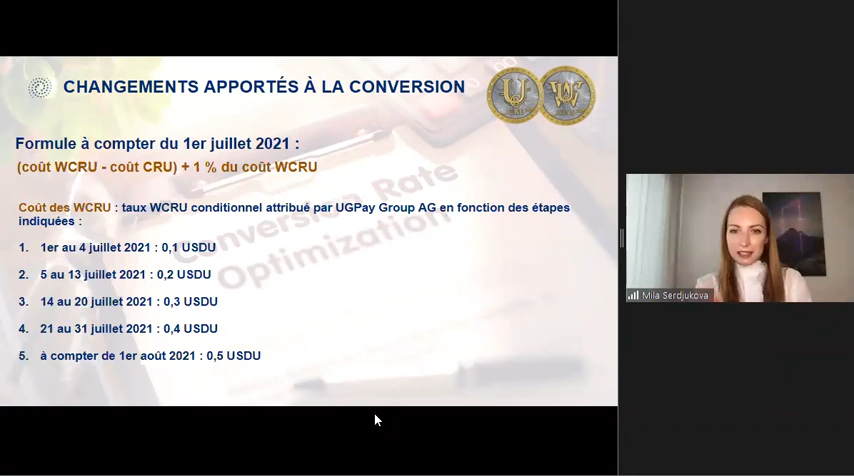 CHANGEMENTS APPORTÉS À LA CONVERSION
Formule à compter du 1er juillet 2021 :
(coût WCRU - coût CRU) + 1 % du coût WCRU
Coût des WCRU : taux WCRU conditionnel attribué par UGPay Group AG en fonction des étapes
indiquées :
1. 1er au 4 juillet 2021 : 0,1 USDU
2. 5 au 13 juillet 2021 : 0,2 USDU
3. 14 au 20 juillet 2021 : 0,3 USDU
4. 21 au 31 juillet 2021 : 0,4 USDU
5. à compter de 1er août 2021 : 0,5 USDU
Conversion Rate
Optimization
Mila Serdjukova